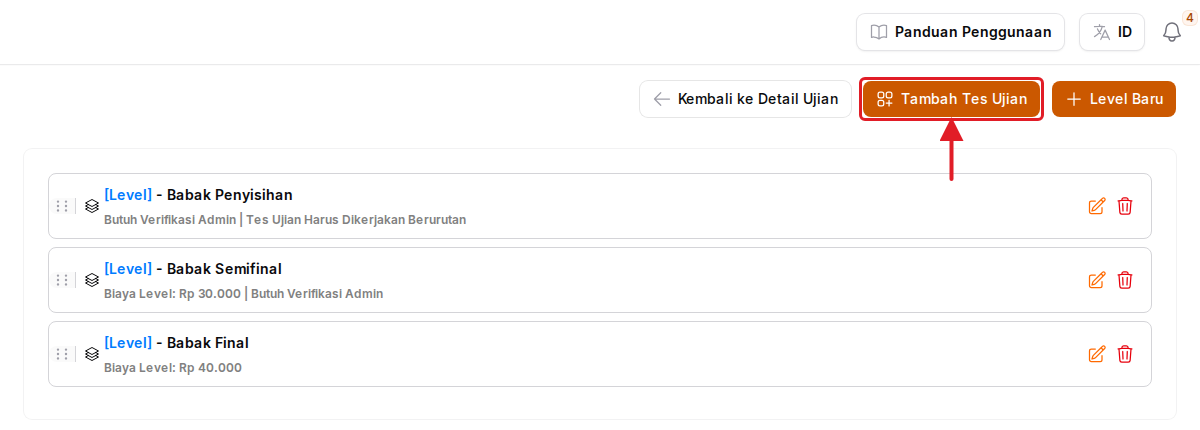 Panduan Penggunaan
ID
4
Kembali ke Detail Ujian
Tambah Tes Ujian
Level Baru
[Level] - Babak Penyisihan
Butuh Verifikasi Admin | Tes Ujian Harus Dikerjakan Berurutan
[Level] - Babak Semifinal
Biaya Level: Rp 30.000 | Butuh Verifikasi Admin
[Level] - Babak Final
Biaya Level: Rp 40.000